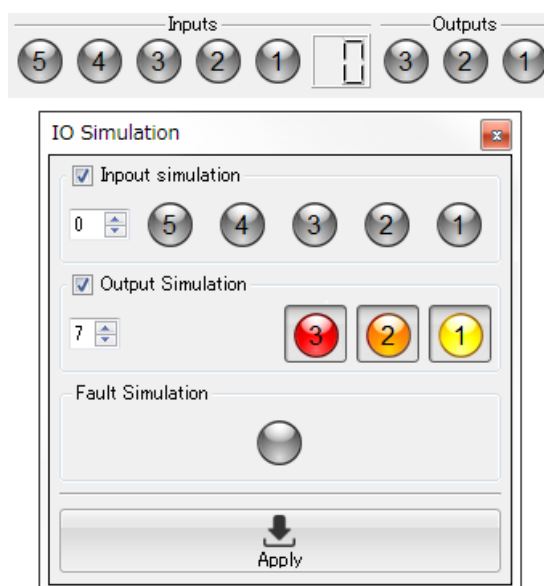 Inputs Outputs
5 4 3 2 1 0 3 2 1
IO Simulation x
Inpout simulation
0 5 4 3 2 1
Output Simulation
7 3 2 1
Fault Simulation
Apply